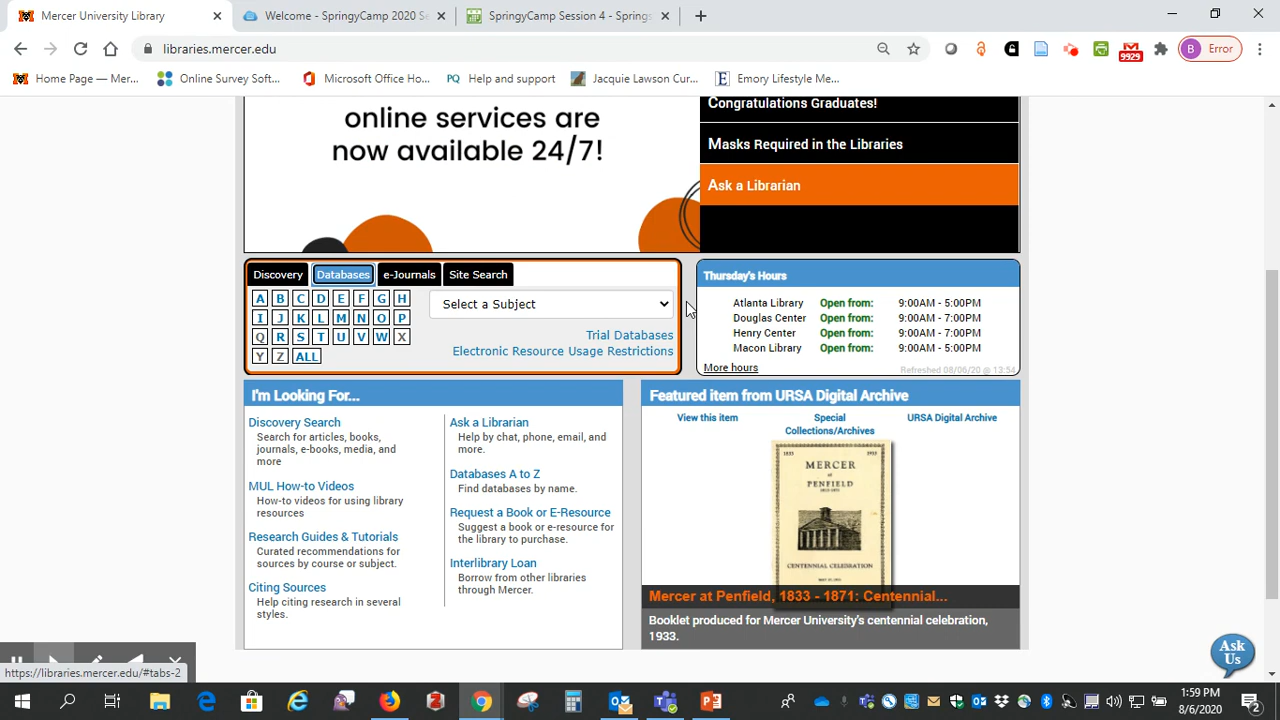 Mercer University Library
Welcome - SpringyCamp 2020 Se
SpringyCamp Session 4 - Springs
libraries.mercer.edu
9929
B
Error
Home Page — Mer...
Online Survey Softw...
Microsoft Office Ho...
PQ
Help and support
Jacquie Lawson Cur...
E
Emory Lifestyle Me...
online services are
now available 24/7!
Congratulations Graduates!
Masks Required in the Libraries
Ask a Librarian
Discovery
Databases
e-Journals
Site Search
A B C D E F G H
I J K L M N O P
Q R S T U V W X
Y Z ALL
Select a Subject
Trial Databases
Electronic Resource Usage Restrictions
Thursday's Hours
Atlanta Library Open from: 9:00AM - 5:00PM
Douglas Center Open from: 9:00AM - 7:00PM
Henry Center Open from: 9:00AM - 7:00PM
Macon Library Open from: 9:00AM - 5:00PM
More hours
Refreshed 08/06/20 @ 13:54
I'm Looking For...
Discovery Search
Search for articles, books,
journals, e-books, media, and
more
MUL How-to Videos
How-to videos for using library
resources
Research Guides & Tutorials
Curated recommendations for
sources by course or subject.
Citing Sources
Help citing research in several
styles.
Ask a Librarian
Help by chat, phone, email, and
more.
Databases A to Z
Find databases by name.
Request a Book or E-Resource
Suggest a book or e-resource for
the library to purchase.
Interlibrary Loan
Borrow from other libraries
through Mercer.
Featured item from URSA Digital Archive
View this item
Special
Collections/Archives
URSA Digital Archive
1833 1933
MERCER
at
PENFIELD
CENTENNIAL CELEBRATION
Mercer at Penfield, 1833 - 1871: Centennial...
Booklet produced for Mercer University's centennial celebration,
1933.
Ask
Us
https://libraries.mercer.edu/#tabs-2
1:59 PM
8/6/2020
2